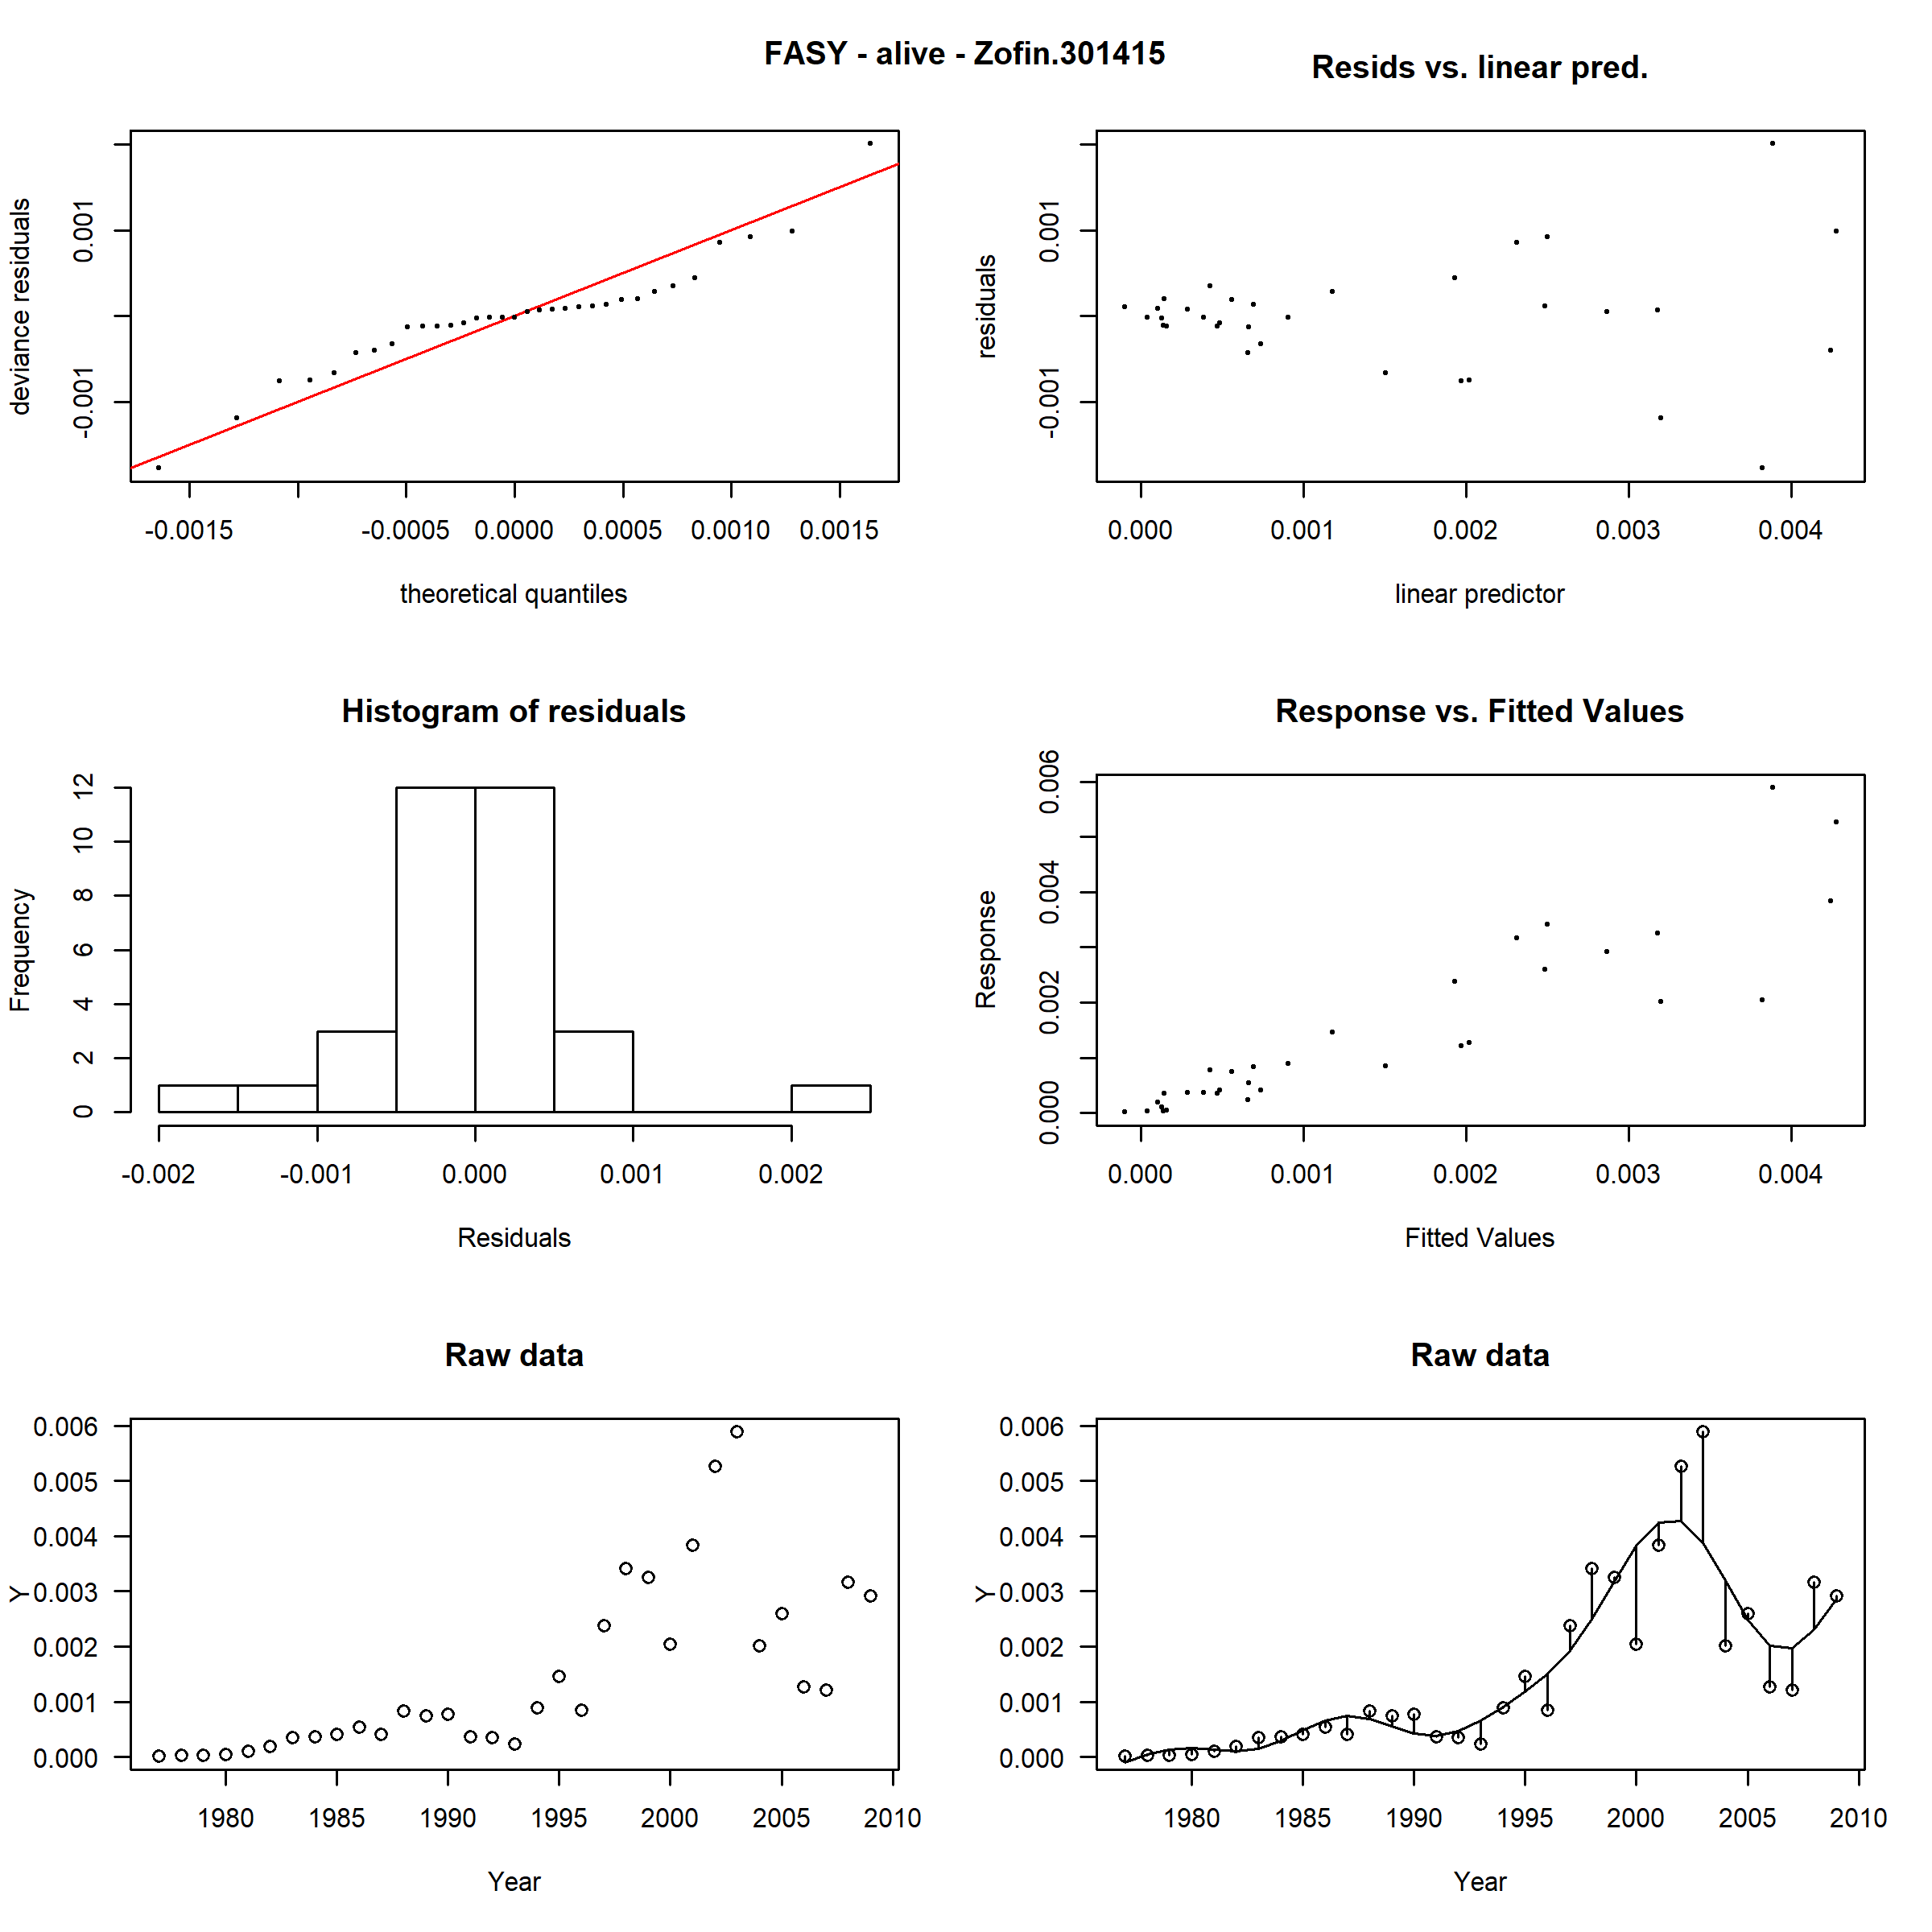 FASY - alive - Zofin.301415
deviance residuals
-0.001 0.001
-0.0015 -0.0005 0.0000 0.0005 0.0010 0.0015
theoretical quantiles
Resids vs. linear pred.
residuals
-0.001 0.001
0.000 0.001 0.002 0.003 0.004
linear predictor
Histogram of residuals
Frequency
0 2 4 6 8 10 12
-0.002 -0.001 0.000 0.001 0.002
Residuals
Response vs. Fitted Values
Response
0.000 0.002 0.004 0.006
0.000 0.001 0.002 0.003 0.004
Fitted Values
Raw data
Y
0.006
0.005
0.004
0.003
0.002
0.001
0.000
1980 1985 1990 1995 2000 2005 2010
Year
Raw data
Y
0.006
0.005
0.004
0.003
0.002
0.001
0.000
1980 1985 1990 1995 2000 2005 2010
Year